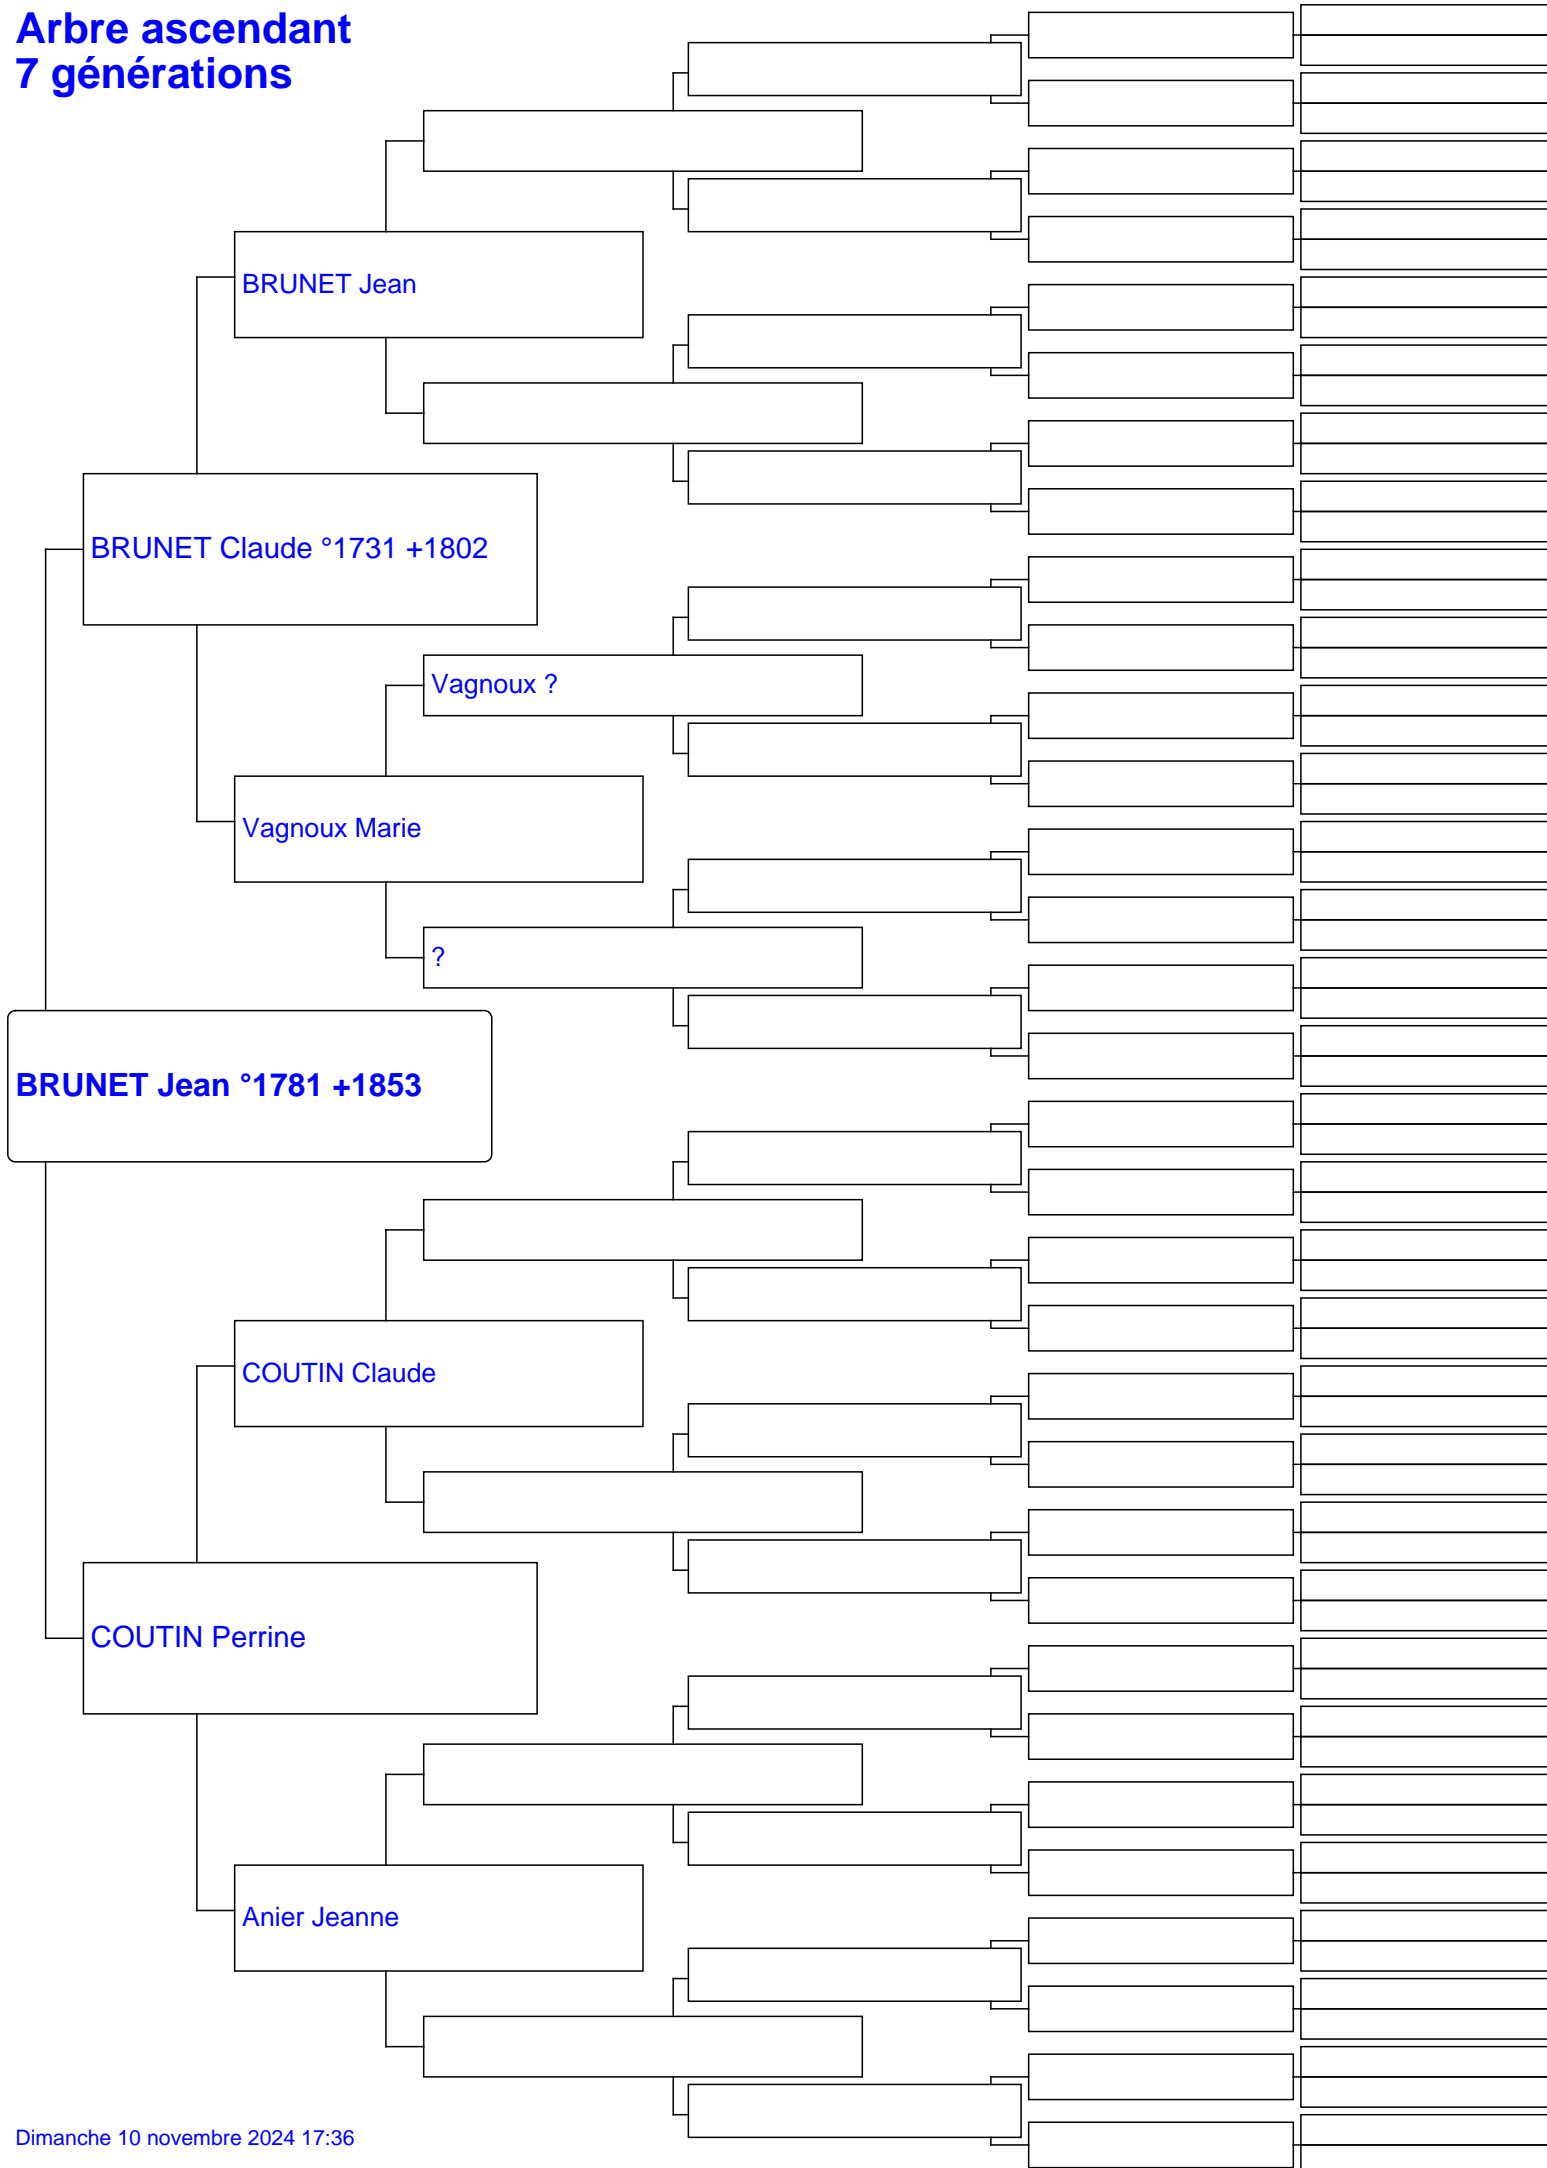 Arbre ascendant
7 générations
BRUNET Jean
BRUNET Claude °1731 +1802
Vagnoux ?
Vagnoux Marie
?
BRUNET Jean °1781 +1853
COUTIN Claude
COUTIN Perrine
Anier Jeanne
Dimanche 10 novembre 2024 17:36